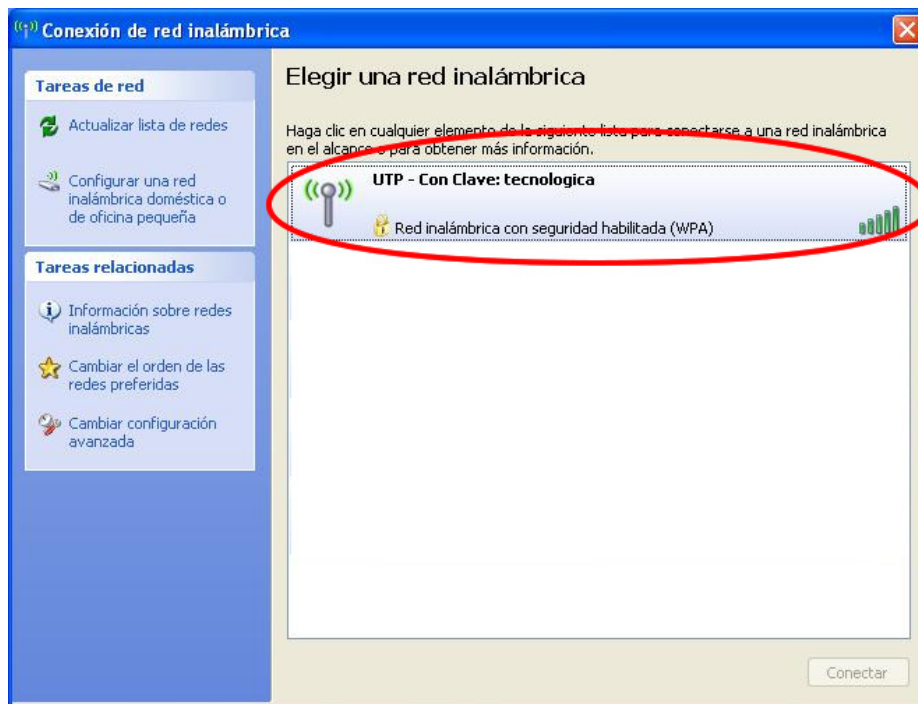 Conexión de red inalámbrica
Tareas de red
Actualizar lista de redes
Configurar una red
inalámbrica doméstica o
de oficina pequeña
Tareas relacionadas
Información sobre redes
inalámbricas
Cambiar el orden de las
redes preferidas
Cambiar configuración
avanzada
Elegir una red inalámbrica
Haga clic en cualquier elemento de la siguiente lista para conectarse a una red inalámbrica
en el alcance o para obtener más información.
UTP - Con Clave: tecnologica
Red inalámbrica con seguridad habilitada (WPA)
Conectar